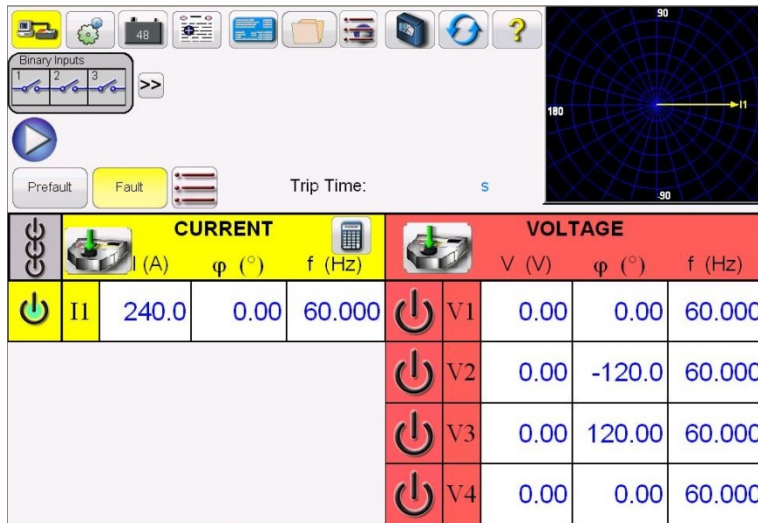 48
?
Binary Inputs
1 2 3
>>
90
180
I1
-90
Prefault
Fault
Trip Time:
s
CURRENT
I (A)
φ (°)
f (Hz)
VOLTAGE
V (V)
φ (°)
f (Hz)
I1 240.0 0.00 60.000 V1 0.00 0.00 60.000
V2 0.00 -120.0 60.000
V3 0.00 120.00 60.000
V4 0.00 0.00 60.000